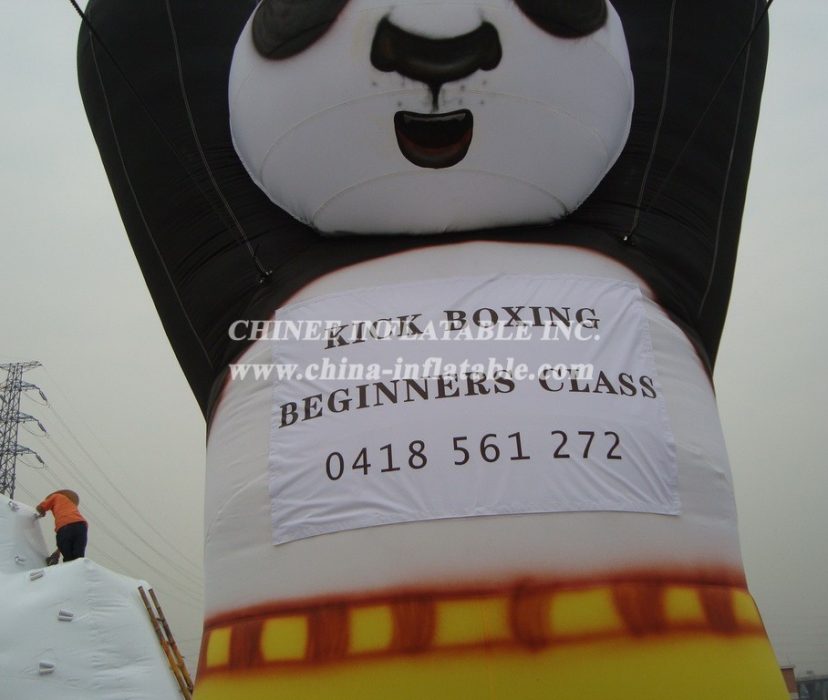 KICK BOXING
CHINEE INFLATABLE INC.
www.china-inflatable.com
BEGINNERS CLASS
0418 561 272